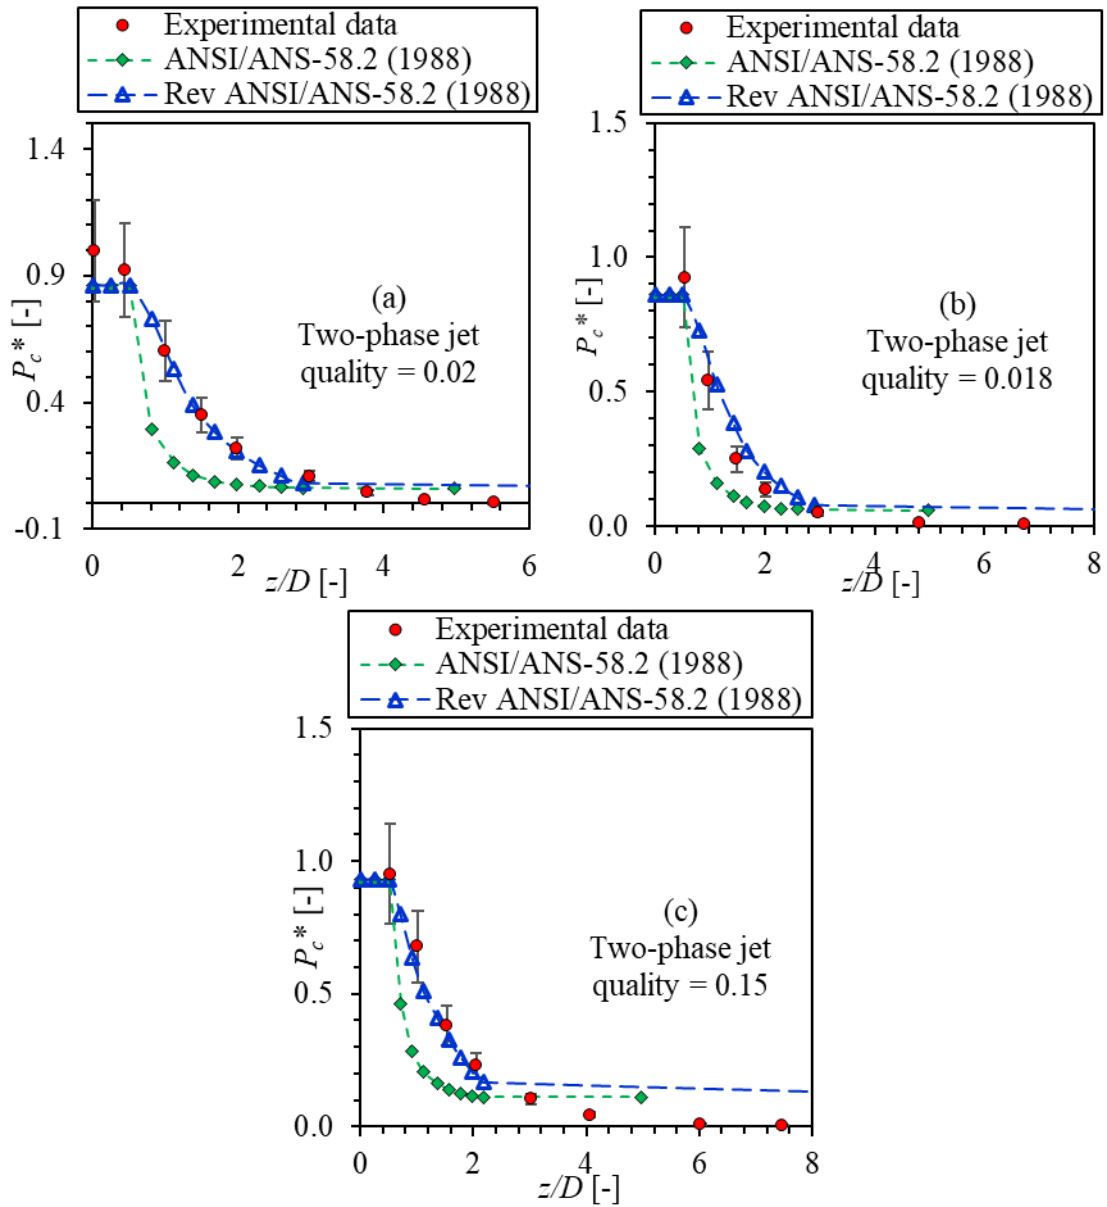 Experimental data
ANSI/ANS-58.2 (1988)
Rev ANSI/ANS-58.2 (1988)
1.4
0.9
0.4
-0.1
P_c* [-]
(a)
Two-phase jet
quality = 0.02
0 2 4 6
z/D [-]
Experimental data
ANSI/ANS-58.2 (1988)
Rev ANSI/ANS-58.2 (1988)
1.5
1.0
0.5
0.0
P_c* [-]
(b)
Two-phase jet
quality = 0.018
0 2 4 6 8
z/D [-]
Experimental data
ANSI/ANS-58.2 (1988)
Rev ANSI/ANS-58.2 (1988)
1.5
1.0
0.5
0.0
P_c* [-]
(c)
Two-phase jet
quality = 0.15
0 2 4 6 8
z/D [-]